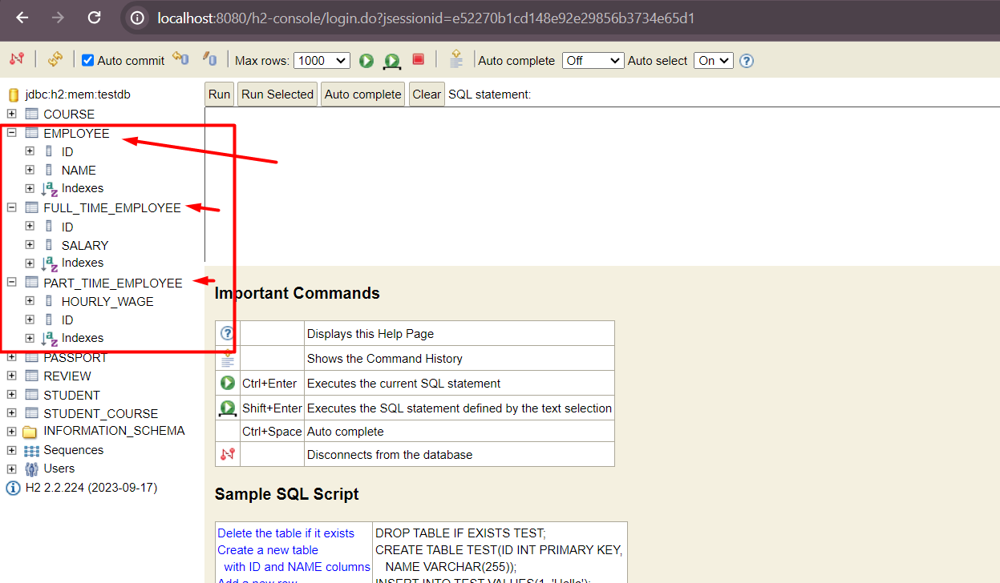 localhost:8080/h2-console/login.do?jsessionid=e52270b1cd148e92e29856b3734e65d1
Auto commit Max rows: 1000 Auto complete Off Auto select On
jdbc:h2:mem:testdb
COURSE
EMPLOYEE
ID
NAME
Indexes
FULL_TIME_EMPLOYEE
ID
SALARY
Indexes
PART_TIME_EMPLOYEE
HOURLY_WAGE
ID
Indexes
PASSPORT
REVIEW
STUDENT
STUDENT_COURSE
INFORMATION_SCHEMA
Sequences
Users
H2 2.2.224 (2023-09-17)
Run Run Selected Auto complete Clear SQL statement:
Important Commands
Displays this Help Page
Shows the Command History
Ctrl+Enter Executes the current SQL statement
Shift+Enter Executes the SQL statement defined by the text selection
Ctrl+Space Auto complete
Disconnects from the database
Sample SQL Script
Delete the table if it exists DROP TABLE IF EXISTS TEST;
Create a new table CREATE TABLE TEST(ID INT PRIMARY KEY,
with ID and NAME columns NAME VARCHAR(255));
Add a new row INSERT INTO TEST VALUES(1, 'Hello');